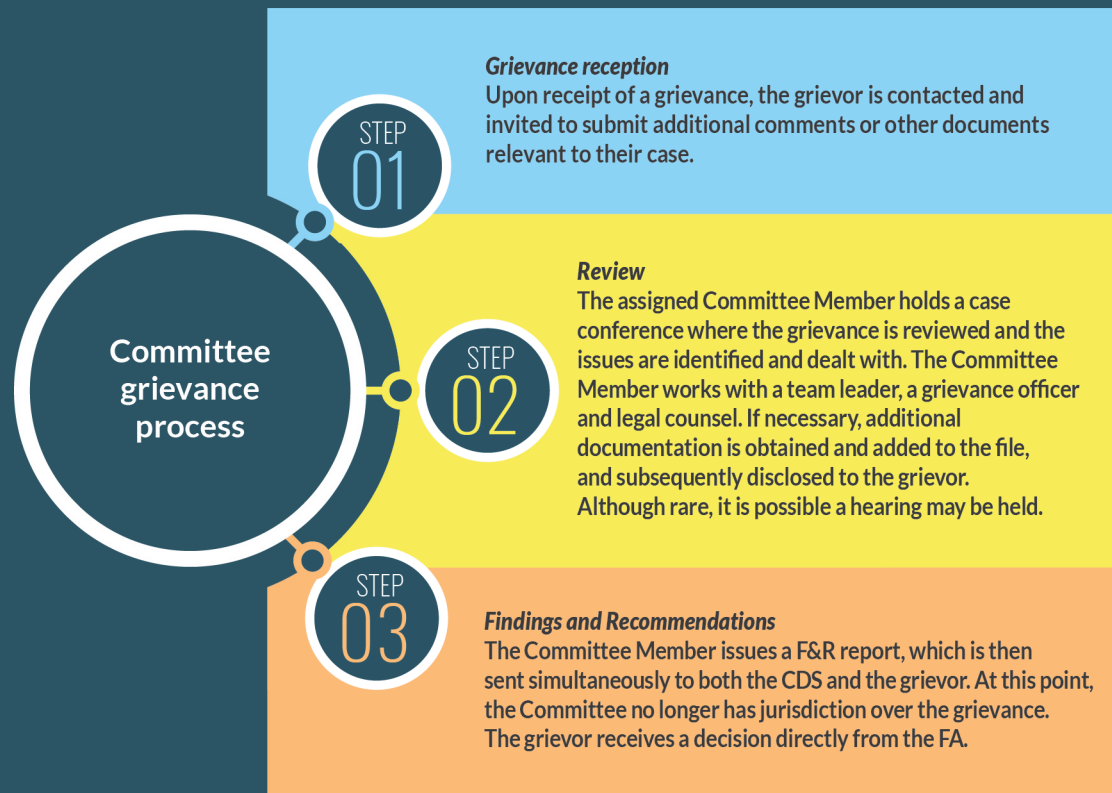 Committee
grievance
process
STEP
01
Grievance reception
Upon receipt of a grievance, the grievor is contacted and
invited to submit additional comments or other documents
relevant to their case.
STEP
02
Review
The assigned Committee Member holds a case
conference where the grievance is reviewed and the
issues are identified and dealt with. The Committee
Member works with a team leader, a grievance officer
and legal counsel. If necessary, additional
documentation is obtained and added to the file,
and subsequently disclosed to the grievor.
Although rare, it is possible a hearing may be held.
STEP
03
Findings and Recommendations
The Committee Member issues a F&R report, which is then
sent simultaneously to both the CDS and the grievor. At this point,
the Committee no longer has jurisdiction over the grievance.
The grievor receives a decision directly from the FA.